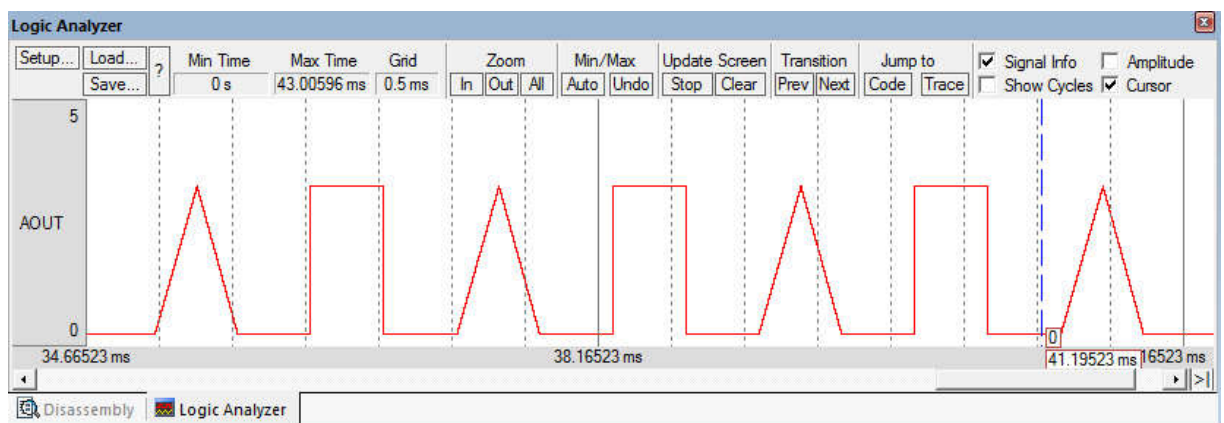 Logic Analyzer
Setup... Load... ? Min Time Max Time Grid Zoom Min/Max Update Screen Transition Jump to Signal Info Amplitude
Save... 0 s 43.00596 ms 0.5 ms In Out All Auto Undo Stop Clear Prev Next Code Trace Show Cycles Cursor
5
AOUT
0
0
34.66523 ms 38.16523 ms 41.19523 ms 16523 ms
>|
Disassembly Logic Analyzer